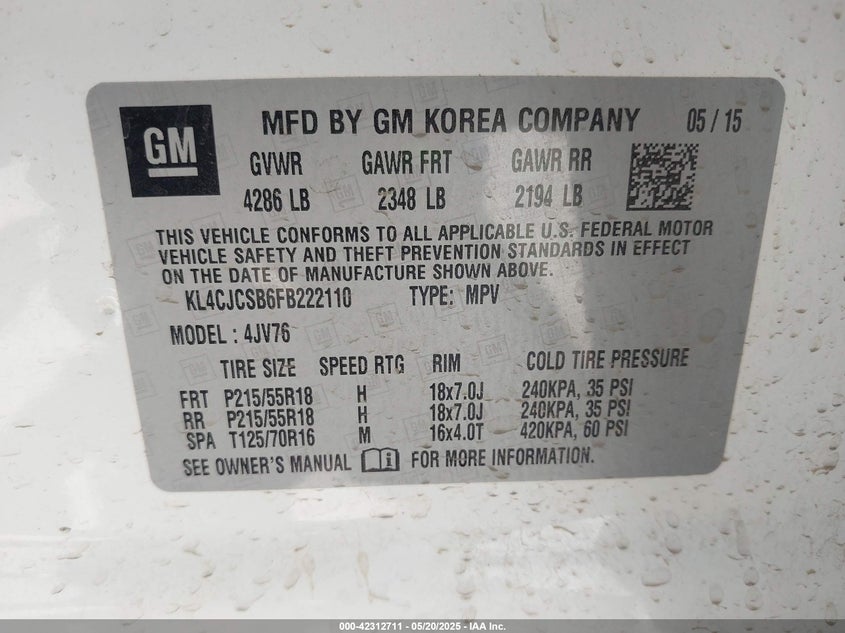 GM
MFD BY GM KOREA COMPANY 05 / 15
GVWR GAWR FRT GAWR RR
4286 LB 2348 LB 2194 LB
THIS VEHICLE CONFORMS TO ALL APPLICABLE U.S. FEDERAL MOTOR
VEHICLE SAFETY AND THEFT PREVENTION STANDARDS IN EFFECT
ON THE DATE OF MANUFACTURE SHOWN ABOVE.
KL4CJCSB6FB222110 TYPE: MPV
MODEL : 4JV76
TIRE SIZE SPEED RTG RIM COLD TIRE PRESSURE
FRT P215/55R18 H 18x7.0J 240KPA, 35 PSI
RR P215/55R18 H 18x7.0J 240KPA, 35 PSI
SPA T125/70R16 M 16x4.0T 420KPA, 60 PSI
SEE OWNER'S MANUAL FOR MORE INFORMATION.
000-42312711 - 05/20/2025 - IAA Inc.